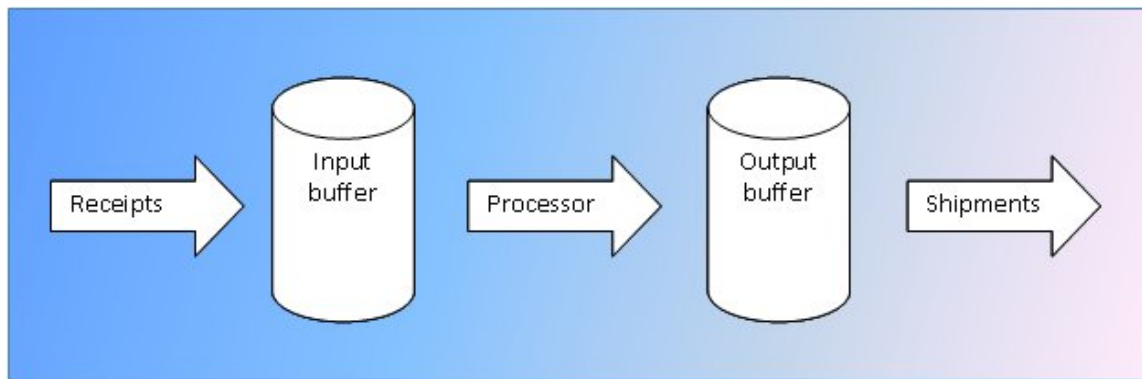 Receipts
Input
buffer
Processor
Output
buffer
Shipments